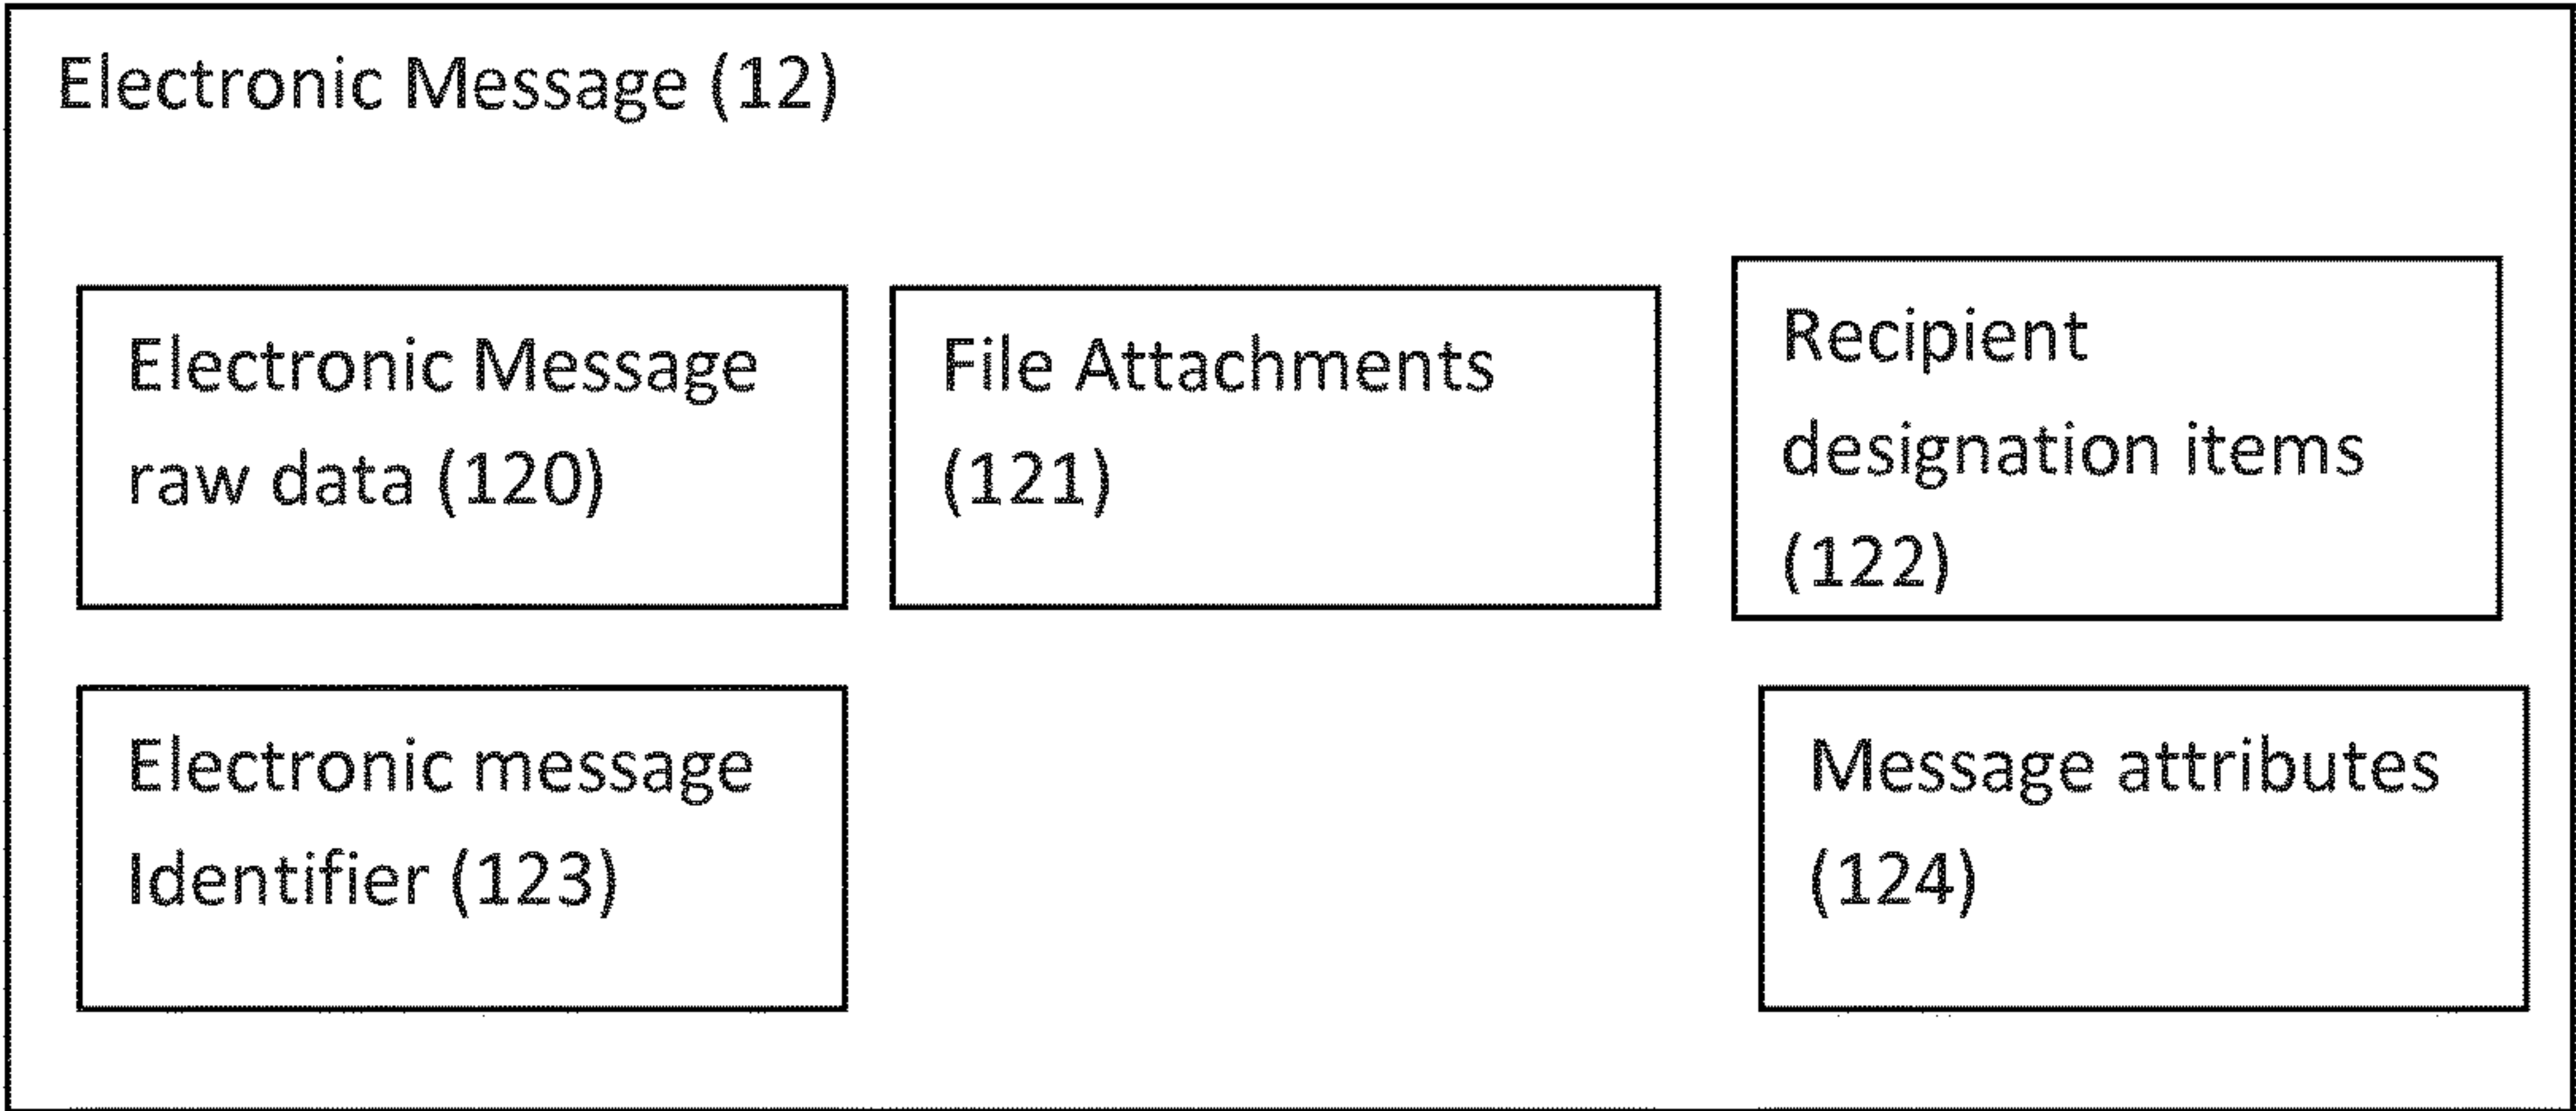 Electronic Message (12)
Electronic Message
raw data (120)
File Attachments
(121)
Recipient
designation items
(122)
Electronic message
Identifier (123)
Message attributes
(124)